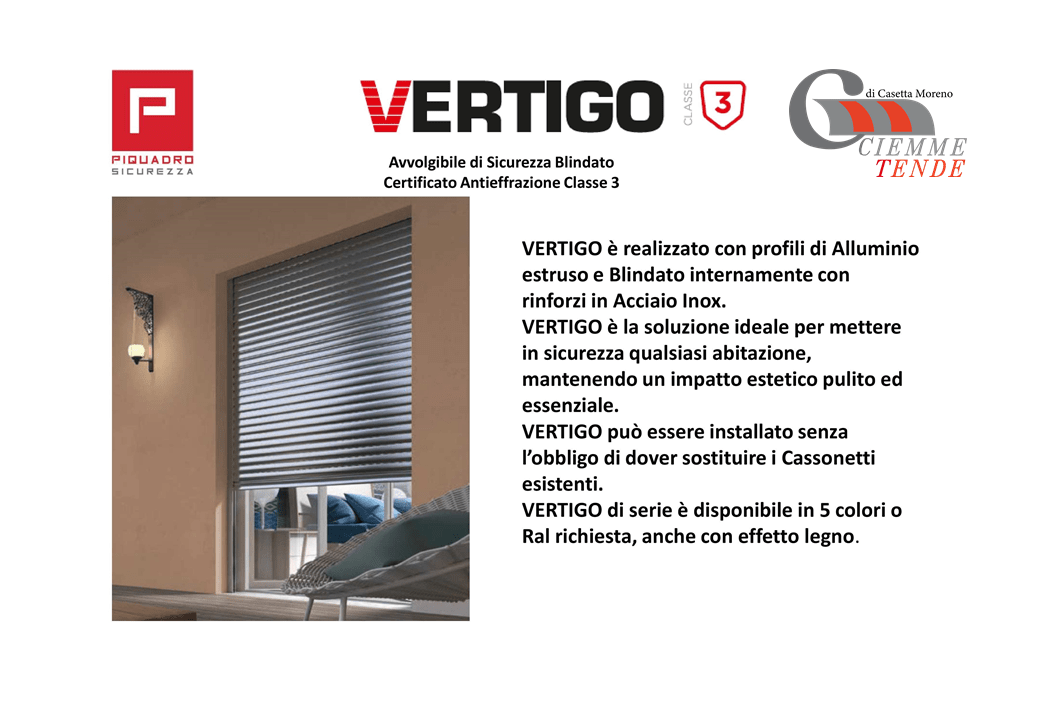 P
PIQUADRO
SICUREZZA
VERTIGO
CLASSE
3
di Casetta Moreno
CIEMME
TENDE
Avvolgibile di Sicurezza Blindato
Certificato Antieffrazione Classe 3
VERTIGO è realizzato con profili di Alluminio
estruso e Blindato internamente con
rinforzi in Acciaio Inox.
VERTIGO è la soluzione ideale per mettere
in sicurezza qualsiasi abitazione,
mantenendo un impatto estetico pulito ed
essenziale.
VERTIGO può essere installato senza
l’obbligo di dover sostituire i Cassonetti
esistenti.
VERTIGO di serie è disponibile in 5 colori o
Ral richiesta, anche con effetto legno.